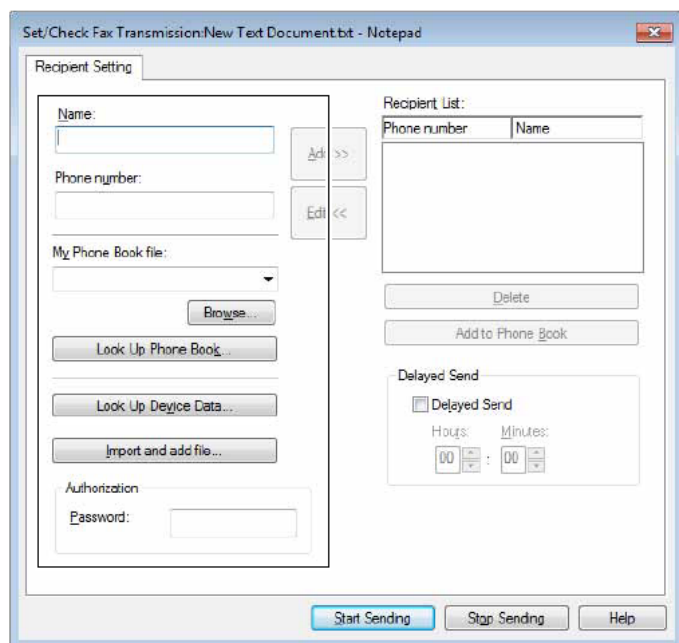 Set/Check Fax Transmission:New Text Document.txt - Notepad
Recipient Setting
Name:
Add >>
Phone number:
Edit <<
My Phone Book file:
Browse...
Look Up Phone Book...
Look Up Device Data...
Import and add file...
Authorization
Password:
Recipient List:
Phone number Name
Delete
Add to Phone Book
Delayed Send
Delayed Send
Hours: Minutes:
00 : 00
Start Sending Stop Sending Help